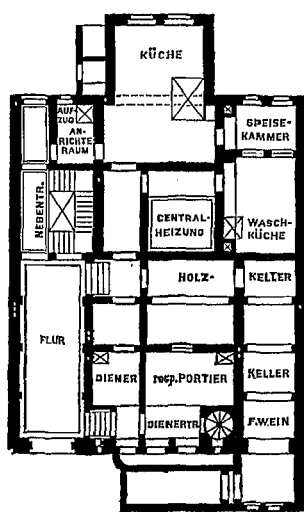 KÜCHE
AUF-
ZUG
AN-
RICHTE
RAUM
SPEISE-
KAMMER
NEBENTR.
CENTRAL-
HEIZUNG
WASCH-
KÜCHE
HOLZ-
KELLER
FLUR
DIENER
resp. PORTIER
KELLER
DIENERTR.
F.WEIN